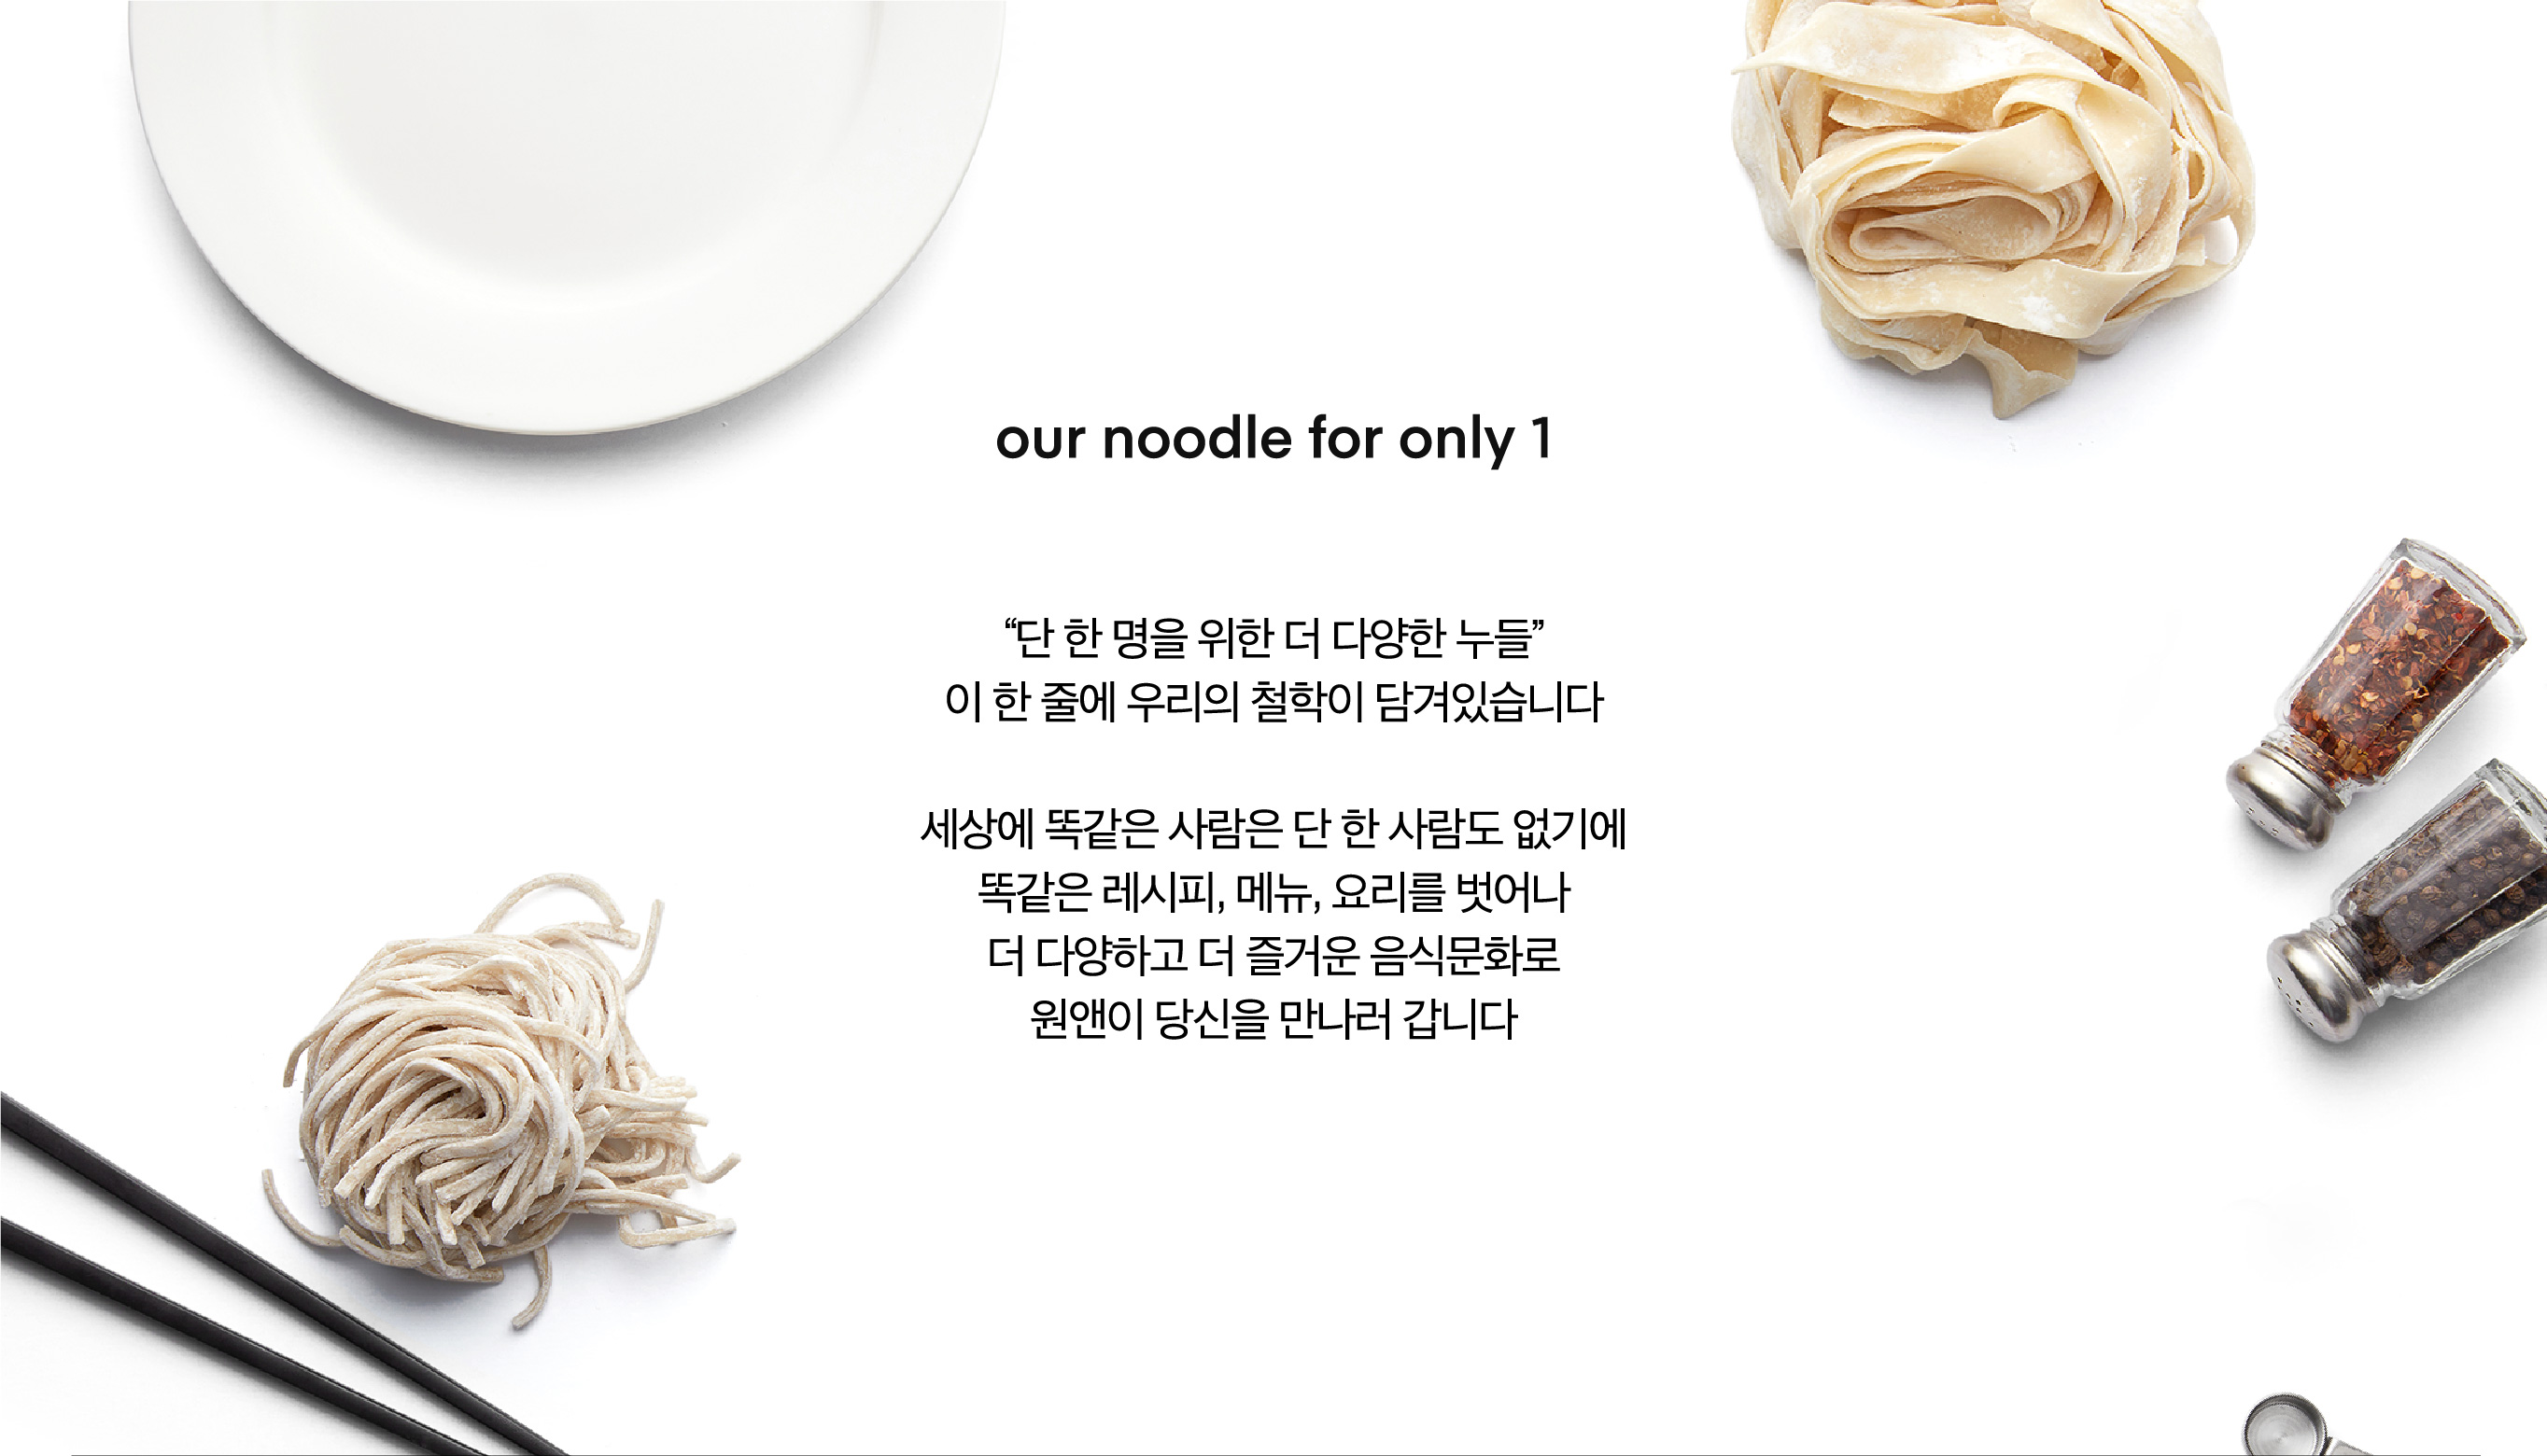 our noodle for only 1
“단 한 명을 위한 더 다양한 누들”
이 한 줄에 우리의 철학이 담겨있습니다
세상에 똑같은 사람은 단 한 사람도 없기에
똑같은 레시피, 메뉴, 요리를 벗어나
더 다양하고 더 즐거운 음식문화로
원앤이 당신을 만나러 갑니다